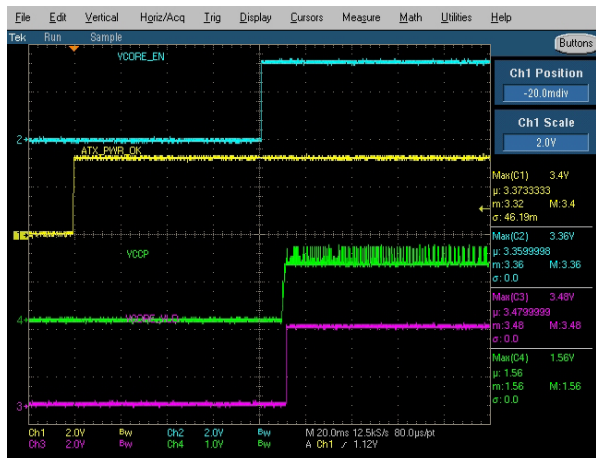 File Edit Vertical Horiz/Acq Trig Display Cursors Measure Math Utilities Help
Tek Run Sample
Buttons
VCORE_EN
Ch1 Position
-20.0mdiv
Ch1 Scale
2.0V
2
ATX_PWR_OK
Max(C1) 3.4V
µ: 3.3733333
m: 3.32 M: 3.4
σ: 46.19m
1
Max(C2) 3.36V
µ: 3.3599998
m: 3.36 M: 3.36
σ: 0.0
VCCP
Max(C3) 3.48V
µ: 3.4799999
m: 3.48 M: 3.48
σ: 0.0
4
Max(C4) 1.56V
µ: 1.56
m: 1.56 M: 1.56
σ: 0.0
3
Ch1 2.0V Bw Ch2 2.0V Bw M 20.0ms 12.5kS/s 80.0µs/pt
Ch3 2.0V Bw Ch4 1.0V Bw A Ch1 / 1.12V